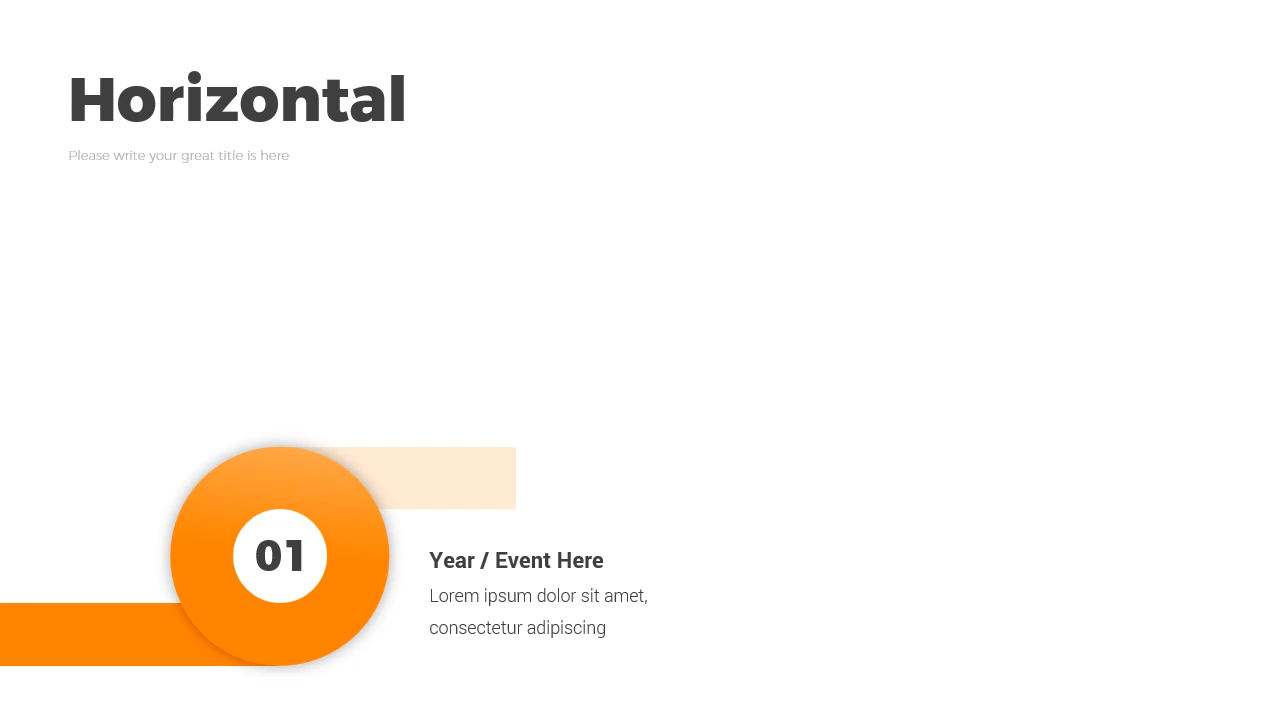 Horizontal
Please write your great title is here
01
Year / Event Here
Lorem ipsum dolor sit amet,
consectetur adipiscing